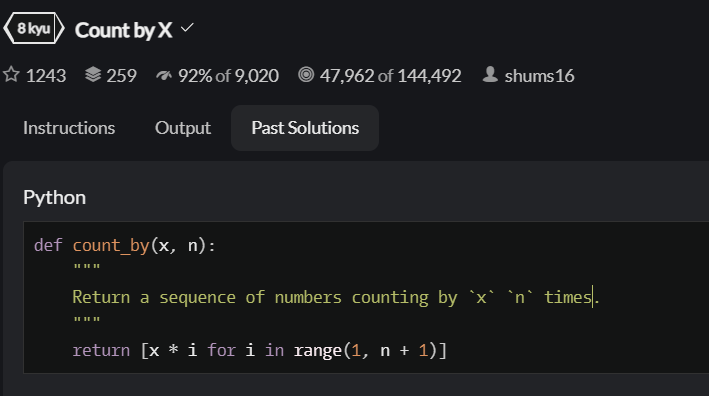 8 kyu Count by X
1243 259 92% of 9,020 47,962 of 144,492 shums16
Instructions Output Past Solutions
Python
def count_by(x, n):
    """
    Return a sequence of numbers counting by `x` `n` times.
    """
    return [x * i for i in range(1, n + 1)]